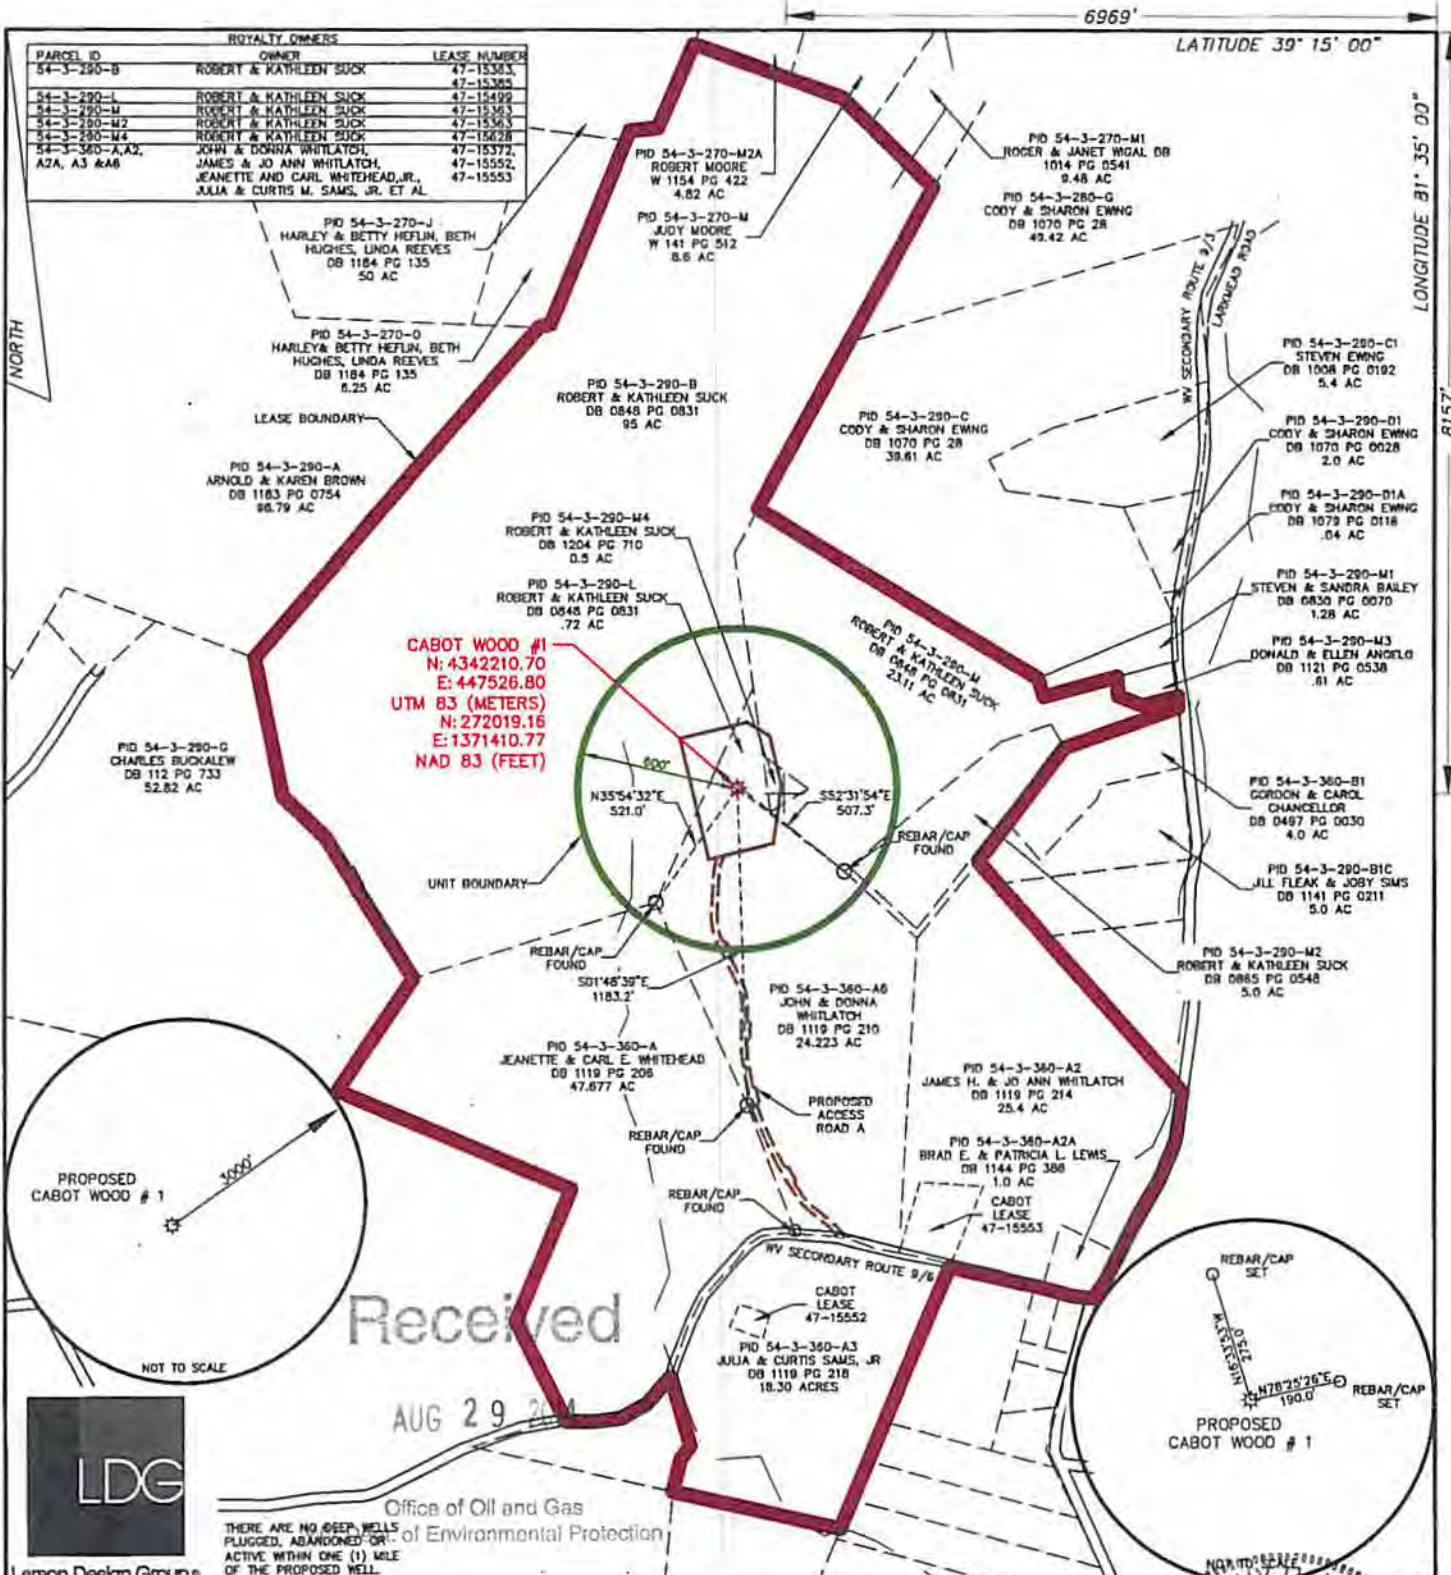 6969'
LATITUDE 39° 15' 00"
LONGITUDE 81° 35' 00"
8157'
NORTH
ROYALTY OWNERS
PARCEL ID OWNER LEASE NUMBER
54-3-290-B ROBERT & KATHLEEN SUCK 47-15363,
47-15365
54-3-290-L ROBERT & KATHLEEN SUCK 47-15499
54-3-290-M ROBERT & KATHLEEN SUCK 47-15363
54-3-290-M2 ROBERT & KATHLEEN SUCK 47-15363
54-3-290-M4 ROBERT & KATHLEEN SUCK 47-15628
54-3-360-A,A2, JOHN & DONNA WHITLATCH, 47-15372,
A2A, A3 &A6 JAMES & JO ANN WHITLATCH, 47-15552,
JEANETTE AND CARL WHITEHEAD,JR., 47-15553
JULIA & CURTIS M. SAMS, JR. ET AL
PID 54-3-270-M2A
ROBERT MOORE
W 1154 PG 422
4.82 AC
PID 54-3-270-M
JUDY MOORE
W 141 PG 512
8.6 AC
PID 54-3-270-M1
ROGER & JANET WIGAL DB
1014 PG 0541
9.48 AC
PID 54-3-280-G
CODY & SHARON EWING
DB 1070 PG 28
49.42 AC
PID 54-3-270-J
HARLEY & BETTY HEFLIN, BETH
HUGHES, LINDA REEVES
DB 1184 PG 135
50 AC
PID 54-3-270-O
HARLEY& BETTY HEFLIN, BETH
HUGHES, LINDA REEVES
DB 1184 PG 135
6.25 AC
LEASE BOUNDARY
PID 54-3-290-A
ARNOLD & KAREN BROWN
DB 1183 PG 0754
96.79 AC
PID 54-3-290-B
ROBERT & KATHLEEN SUCK
DB 0848 PG 0831
95 AC
PID 54-3-290-C
CODY & SHARON EWING
DB 1070 PG 28
39.61 AC
WV SECONDARY ROUTE 9/3
LARKMEAD ROAD
PID 54-3-290-C1
STEVEN EWING
DB 1008 PG 0192
5.4 AC
PID 54-3-290-D1
CODY & SHARON EWING
DB 1070 PG 0028
2.0 AC
PID 54-3-290-D1A
CODY & SHARON EWING
DB 1079 PG 0118
.04 AC
PID 54-3-290-M1
STEVEN & SANDRA BAILEY
DB 0830 PG 0070
1.28 AC
PID 54-3-290-M3
DONALD & ELLEN ANGELO
DB 1121 PG 0538
.61 AC
PID 54-3-290-M4
ROBERT & KATHLEEN SUCK
DB 1204 PG 710
0.5 AC
PID 54-3-290-L
ROBERT & KATHLEEN SUCK
DB 0848 PG 0831
.72 AC
PID 54-3-290-M
ROBERT & KATHLEEN SUCK
DB 0848 PG 0831
23.11 AC
CABOT WOOD #1
N: 4342210.70
E: 447526.80
UTM 83 (METERS)
N: 272019.16
E: 1371410.77
NAD 83 (FEET)
PID 54-3-290-G
CHARLES BUCKALEW
DB 112 PG 733
52.82 AC
600'
N35°54'32"E
521.0'
S52°31'54"E
507.3'
REBAR/CAP
FOUND
UNIT BOUNDARY
REBAR/CAP
FOUND
S01°48'39"E
1183.2'
PID 54-3-360-B1
GORDON & CAROL
CHANCELLOR
DB 0497 PG 0030
4.0 AC
PID 54-3-290-B1C
JILL FLEAK & JOBY SIMS
DB 1141 PG 0211
5.0 AC
PID 54-3-290-M2
ROBERT & KATHLEEN SUCK
DB 0865 PG 0548
5.0 AC
PID 54-3-360-A6
JOHN & DONNA
WHITLATCH
DB 1119 PG 210
24.223 AC
PID 54-3-360-A
JEANETTE & CARL E. WHITEHEAD
DB 1119 PG 206
47.677 AC
PID 54-3-360-A2
JAMES H. & JO ANN WHITLATCH
DB 1119 PG 214
25.4 AC
PROPOSED
ACCESS
ROAD A
REBAR/CAP
FOUND
PID 54-3-360-A2A
BRAD E. & PATRICIA L. LEWIS
DB 1144 PG 386
1.0 AC
CABOT
LEASE
47-15553
REBAR/CAP
FOUND
WV SECONDARY ROUTE 9/6
CABOT
LEASE
47-15552
PID 54-3-360-A3
JULIA & CURTIS SAMS, JR
DB 1119 PG 218
18.30 ACRES
3000'
PROPOSED
CABOT WOOD # 1
NOT TO SCALE
REBAR/CAP
SET
N16°33'53"W
275.0'
N78°25'26"E
190.0'
REBAR/CAP
SET
PROPOSED
CABOT WOOD # 1
NOT TO SCALE
Received
AUG 29
Office of Oil and Gas
of Environmental Protection
LDG
THERE ARE NO DEEP WELLS
PLUGGED, ABANDONED OR
ACTIVE WITHIN ONE (1) MILE
OF THE PROPOSED WELL
Design Group